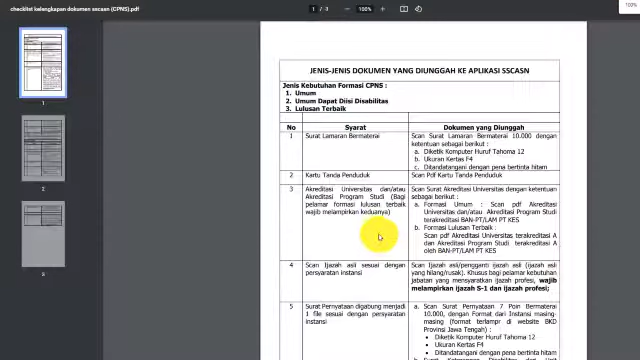 checklist kelengkapan dokumen sscasn (CPNS).pdf
1 / 3
100%
100%
1
2
3
JENIS-JENIS DOKUMEN YANG DIUNGGAH KE APLIKASI SSCASN
Jenis Kebutuhan Formasi CPNS :
1. Umum
2. Umum Dapat Diisi Disabilitas
3. Lulusan Terbaik
No Syarat Dokumen yang Diunggah
1 Surat Lamaran Bermaterai
Scan Surat Lamaran Bermaterai 10.000 dengan
ketentuan sebagai berikut :
a. Diketik Komputer Huruf Tahoma 12
b. Ukuran Kertas F4
c. Ditandatangani dengan pena bertinta hitam
2 Kartu Tanda Penduduk
Scan Pdf Kartu Tanda Penduduk
3 Akreditasi Universitas dan/atau
Akreditasi Program Studi (Bagi
pelamar formasi lulusan terbaik
wajib melampirkan keduanya)
Scan Surat Akreditasi Universitas dengan ketentuan
sebagai berikut :
a. Formasi Umum : Scan pdf Akreditasi
Universitas dan/atau Akreditasi Program Studi
terakreditasi BAN-PT/LAM PT KES
b. Formasi Lulusan Terbaik :
Scan pdf Akreditasi Universitas terakreditasi A
dan Akreditasi Program Studi terakreditasi A
oleh BAN-PT/LAM PT KES
4 Scan Ijazah asli sesuai dengan
persyaratan instansi
Scan Ijazah asli/pengganti ijazah asli (ijazah asli
yang hilang/rusak). Khusus bagi pelamar kebutuhan
jabatan yang mensyaratkan ijazah profesi, wajib
melampirkan ijazah S-1 dan ijazah profesi;
5 Surat Pernyataan digabung menjadi
1 file sesuai dengan persyaratan
instansi
a. Scan Surat Pernyataan 7 Poin Bermaterai
10.000, dengan Format dari Instansi masing-
masing (format terlampir di website BKD
Provinsi Jawa Tengah) :
• Diketik Komputer Huruf Tahoma 12
• Ukuran Kertas F4
• Ditandatangani dengan pena bertinta hitam